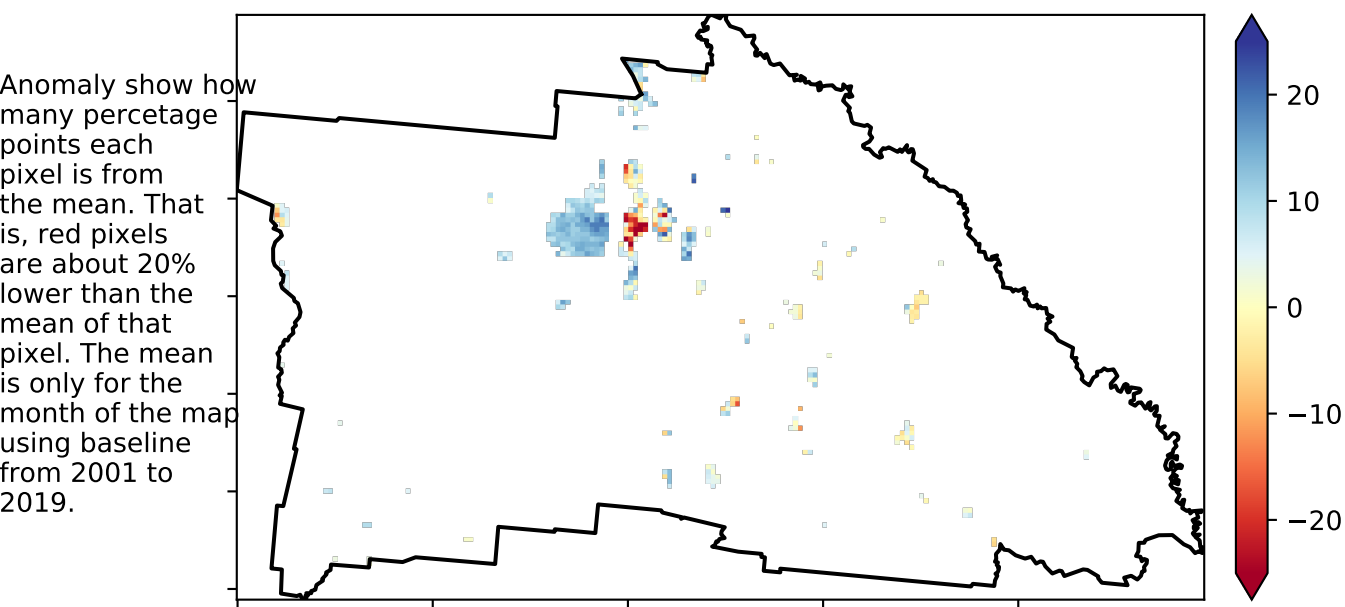 Anomaly show how
many percetage
points each
pixel is from
the mean. That
is, red pixels
are about 20%
lower than the
mean of that
pixel. The mean
is only for the
month of the map
using baseline
from 2001 to
2019.
20
10
0
−10
−20